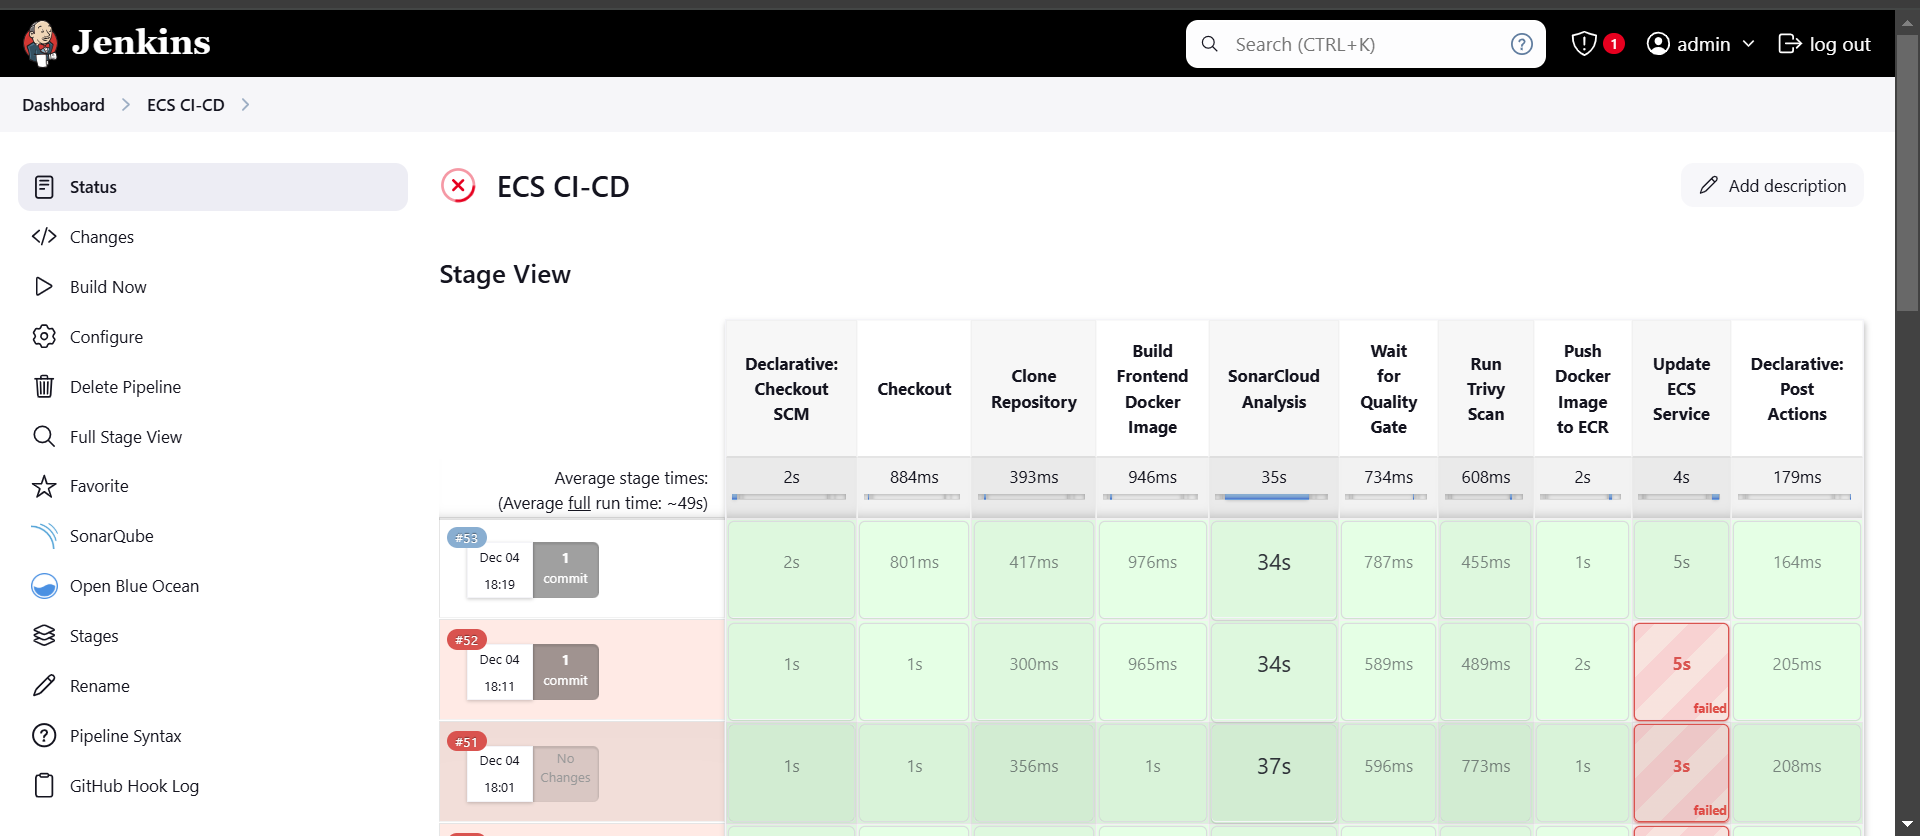 Jenkins
Search (CTRL+K)
?
1
admin
log out
Dashboard
ECS CI-CD
Status
Changes
Build Now
Configure
Delete Pipeline
Full Stage View
Favorite
SonarQube
Open Blue Ocean
Stages
Rename
Pipeline Syntax
GitHub Hook Log
ECS CI-CD
Add description
Stage View
Declarative:
Checkout
SCM
Checkout
Clone
Repository
Build
Frontend
Docker
Image
SonarCloud
Analysis
Wait
for
Quality
Gate
Run
Trivy
Scan
Push
Docker
Image
to ECR
Update
ECS
Service
Declarative:
Post
Actions
Average stage times:
(Average full run time: ~49s)
2s 884ms 393ms 946ms 35s 734ms 608ms 2s 4s 179ms
#53
Dec 04
18:19
1
commit
2s 801ms 417ms 976ms 34s 787ms 455ms 1s 5s 164ms
#52
Dec 04
18:11
1
commit
1s 1s 300ms 965ms 34s 589ms 489ms 2s 5s 205ms
failed
#51
Dec 04
18:01
No
Changes
1s 1s 356ms 1s 37s 596ms 773ms 1s 3s 208ms
failed